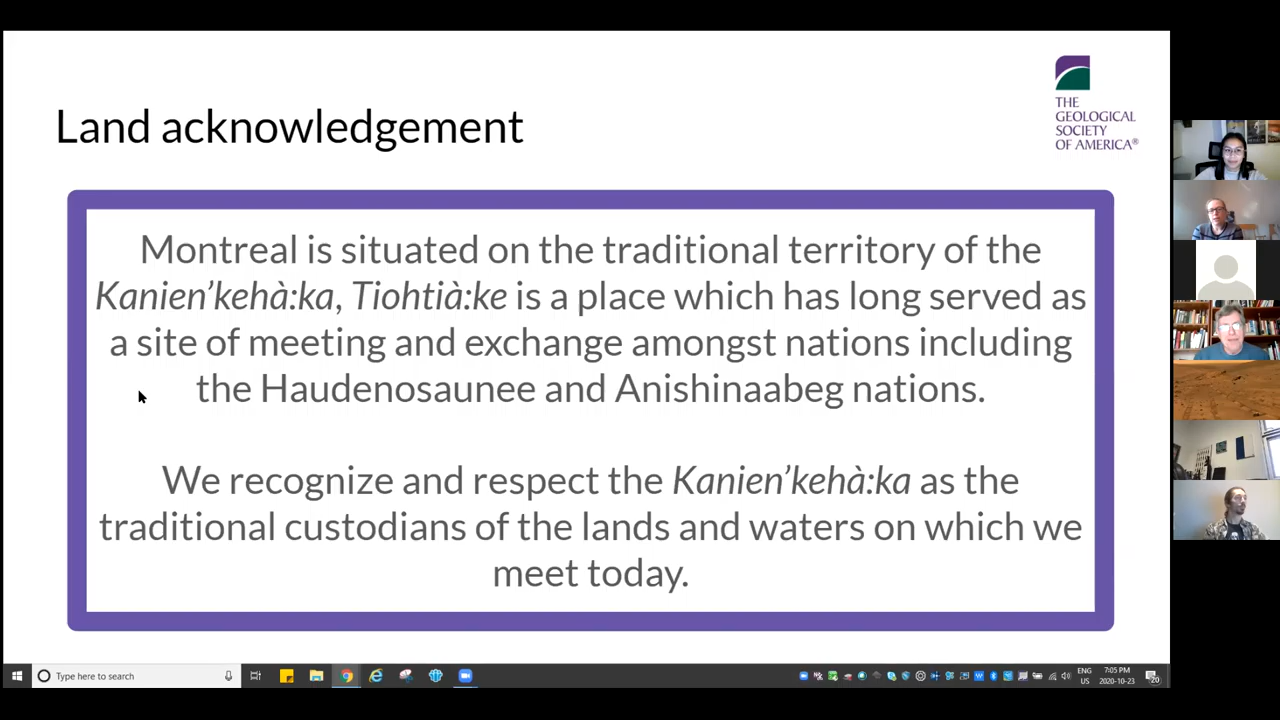 Land acknowledgement
THE
GEOLOGICAL
SOCIETY
OF AMERICA®
Montreal is situated on the traditional territory of the
Kanien’kehà:ka, Tiohtià:ke is a place which has long served as
a site of meeting and exchange amongst nations including
the Haudenosaunee and Anishinaabeg nations.
We recognize and respect the Kanien’kehà:ka as the
traditional custodians of the lands and waters on which we
meet today.
Type here to search
ENG
US
7:05 PM
2020-10-23
20